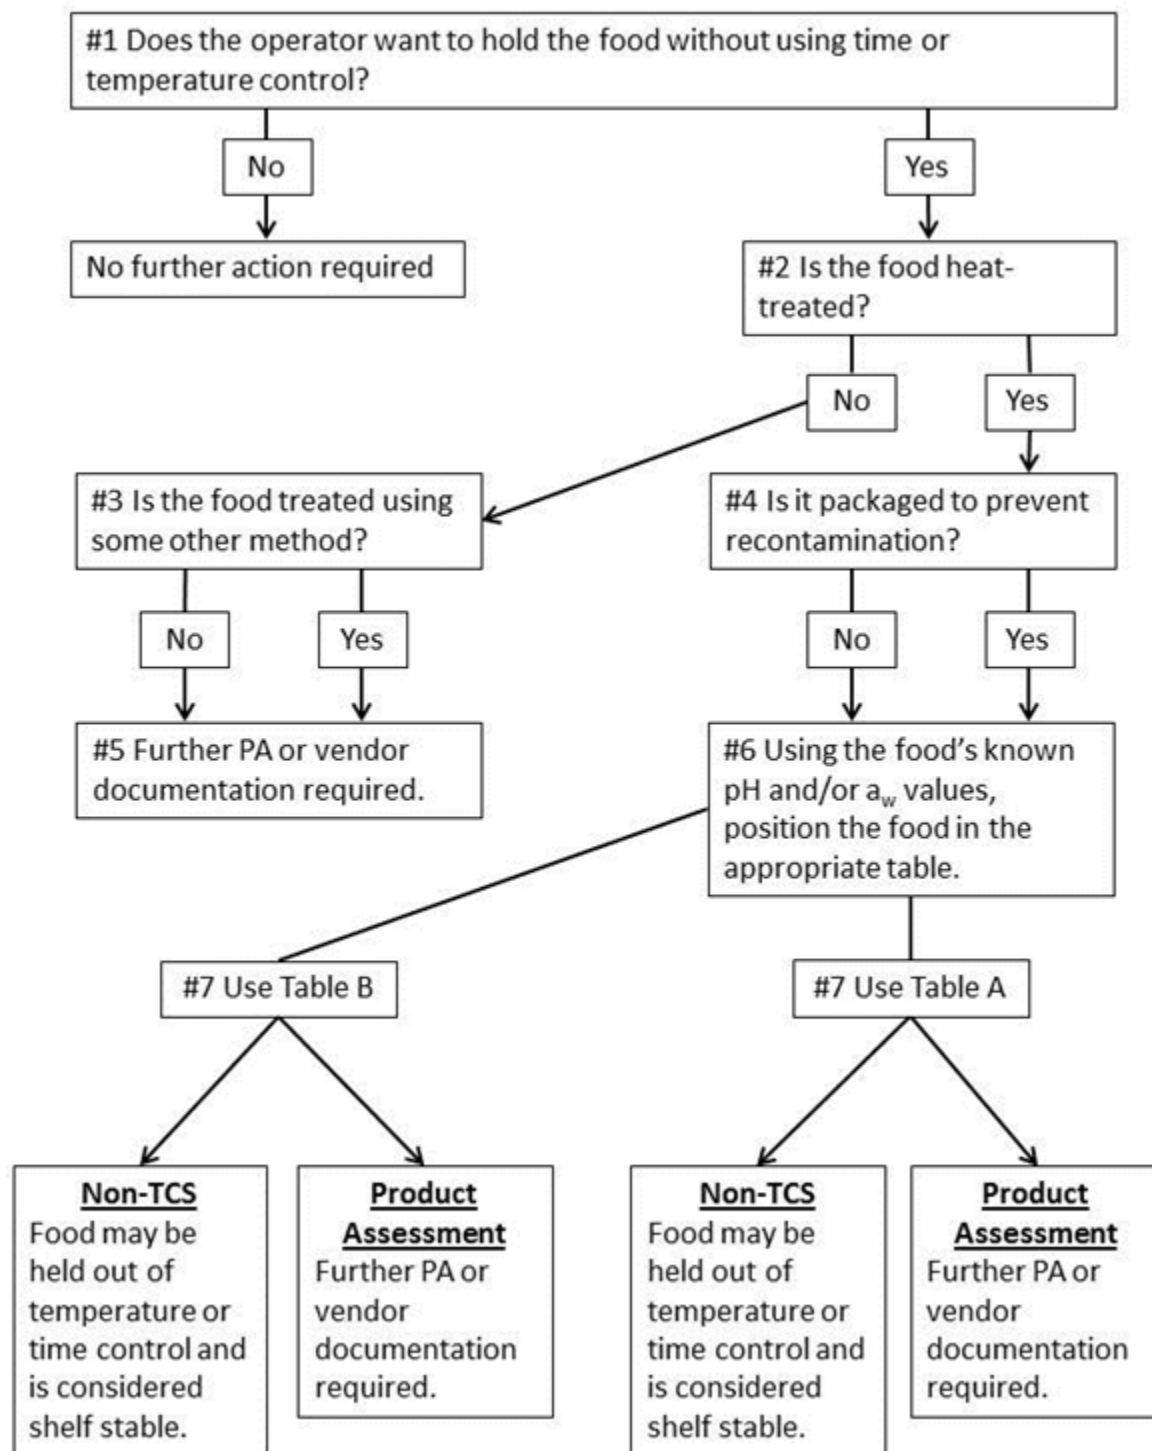 #1 Does the operator want to hold the food without using time or
temperature control?
No
Yes
No further action required
#2 Is the food heat-
treated?
No
Yes
#3 Is the food treated using
some other method?
#4 Is it packaged to prevent
recontamination?
No
Yes
No
Yes
#5 Further PA or vendor
documentation required.
#6 Using the food's known
pH and/or aw values,
position the food in the
appropriate table.
#7 Use Table B
#7 Use Table A
Non-TCS
Food may be
held out of
temperature or
time control and
is considered
shelf stable.
Product
Assessment
Further PA or
vendor
documentation
required.
Non-TCS
Food may be
held out of
temperature or
time control and
is considered
shelf stable.
Product
Assessment
Further PA or
vendor
documentation
required.